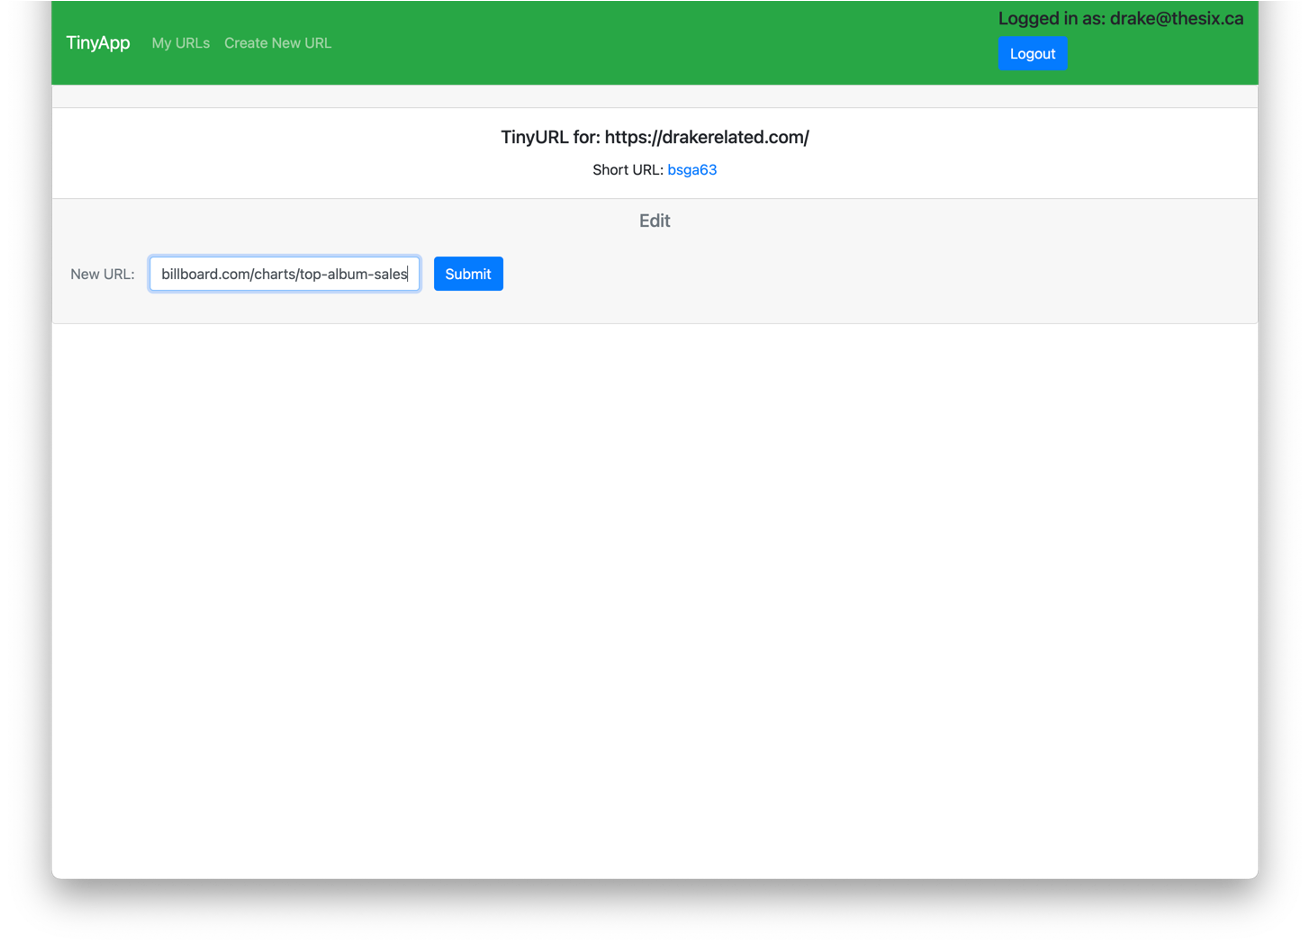 Logged in as: drake@thesix.ca
TinyApp My URLs Create New URL
Logout
TinyURL for: https://drakerelated.com/
Short URL: bsga63
Edit
New URL: billboard.com/charts/top-album-sales Submit